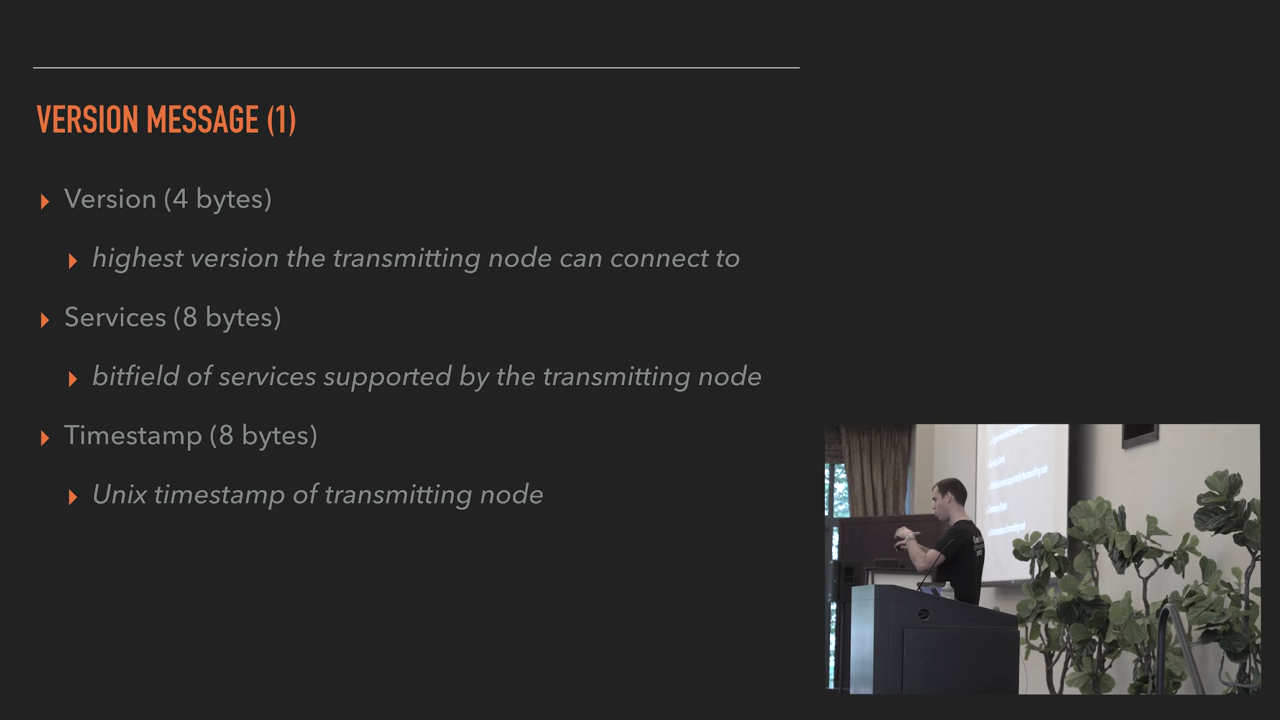 VERSION MESSAGE (1)
Version (4 bytes)
highest version the transmitting node can connect to
Services (8 bytes)
bitfield of services supported by the transmitting node
Timestamp (8 bytes)
Unix timestamp of transmitting node